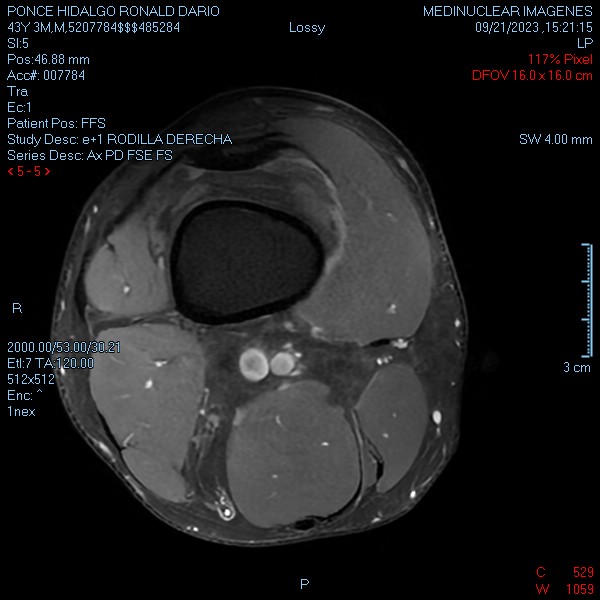 PONCE HIDALGO RONALD DARIO
43Y 3M,M,5207784$$$485284
SI:5
Pos:46.88 mm
Acc#: 007784
Tra
Ec:1
Patient Pos: FFS
Study Desc: e+1 RODILLA DERECHA
Series Desc: Ax PD FSE FS
< 5 - 5 >
Lossy
MEDINUCLEAR IMAGENES
09/21/2023 ,15:21:15
LP
117% Pixel
DFOV 16.0 x 16.0 cm
SW 4.00 mm
R
2000.00/53.00/30.21
Etl:7 TA:120.00
512x512
Enc: ^
1nex
3 cm
P
C 529
W 1059